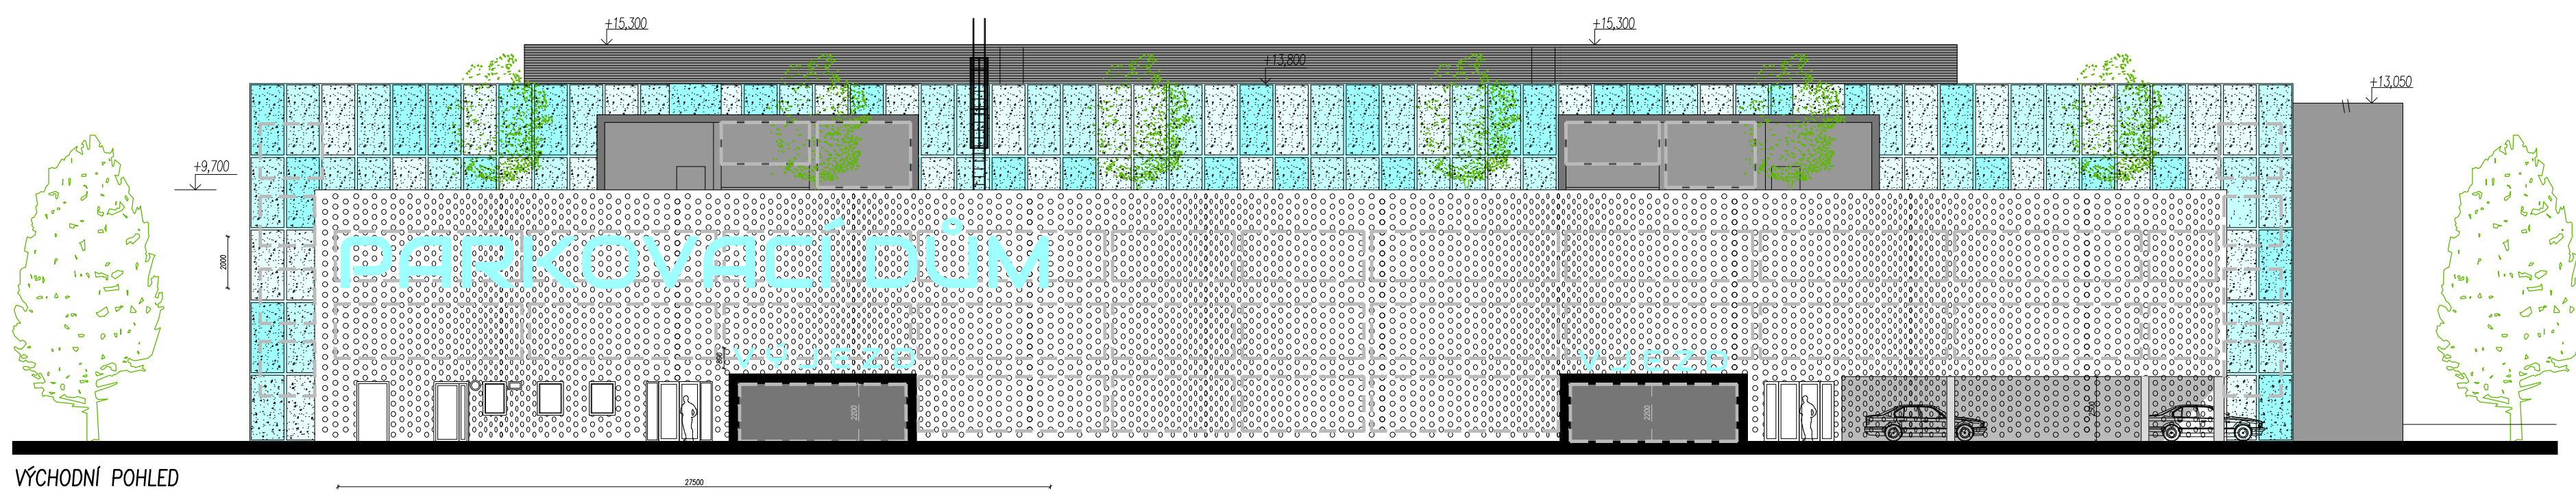 +15,300
+15,300
+13,800
+13,050
+9,700
2000
PARKOVACÍ DŮM
800
VÝJEZD
VJEZD
2200
2200
VÝCHODNÍ POHLED
27500